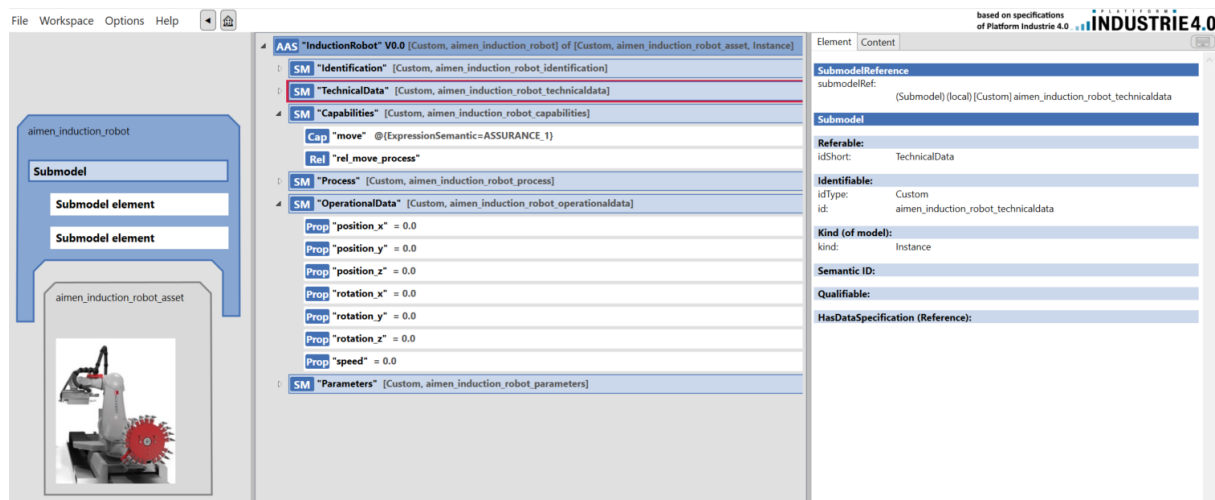 File Workspace Options Help
based on specifications
of Platform Industrie 4.0
PLATTFORM
INDUSTRIE4.0
aimen_induction_robot
Submodel
Submodel element
Submodel element
aimen_induction_robot_asset
AAS "InductionRobot" V0.0 [Custom, aimen_induction_robot] of [Custom, aimen_induction_robot_asset, Instance]
SM "Identification" [Custom, aimen_induction_robot_identification]
SM "TechnicalData" [Custom, aimen_induction_robot_technicaldata]
SM "Capabilities" [Custom, aimen_induction_robot_capabilities]
Cap "move" @{ExpressionSemantic=ASSURANCE_1}
Rel "rel_move_process"
SM "Process" [Custom, aimen_induction_robot_process]
SM "OperationalData" [Custom, aimen_induction_robot_operationaldata]
Prop "position_x" = 0.0
Prop "position_y" = 0.0
Prop "position_z" = 0.0
Prop "rotation_x" = 0.0
Prop "rotation_y" = 0.0
Prop "rotation_z" = 0.0
Prop "speed" = 0.0
SM "Parameters" [Custom, aimen_induction_robot_parameters]
Element Content
SubmodelReference
submodelRef:
(Submodel) (local) [Custom] aimen_induction_robot_technicaldata
Submodel
Referable:
idShort: TechnicalData
Identifiable:
idType: Custom
id: aimen_induction_robot_technicaldata
Kind (of model):
kind: Instance
Semantic ID:
Qualifiable:
HasDataSpecification (Reference):